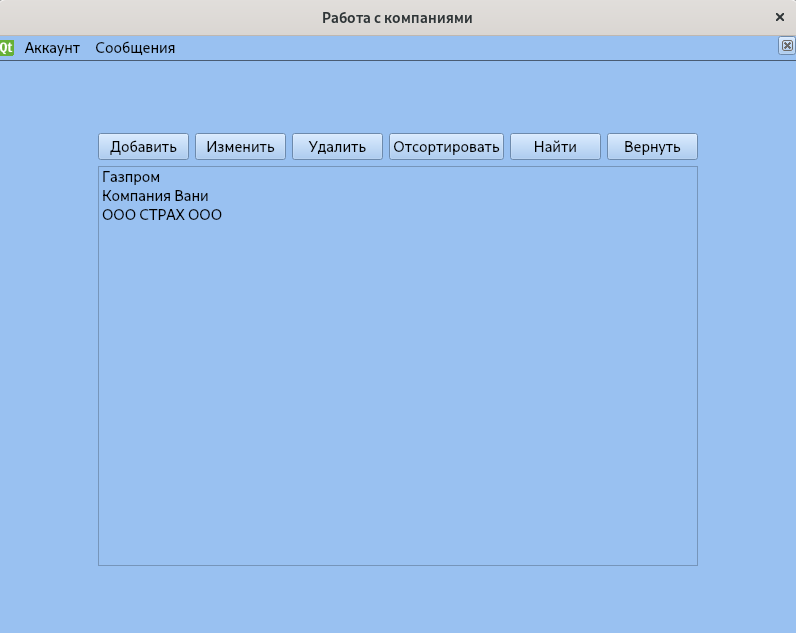 Работа с компаниями
Qt Аккаунт Сообщения
Добавить Изменить Удалить Отсортировать Найти Вернуть
Газпром
Компания Вани
ООО СТРАХ ООО